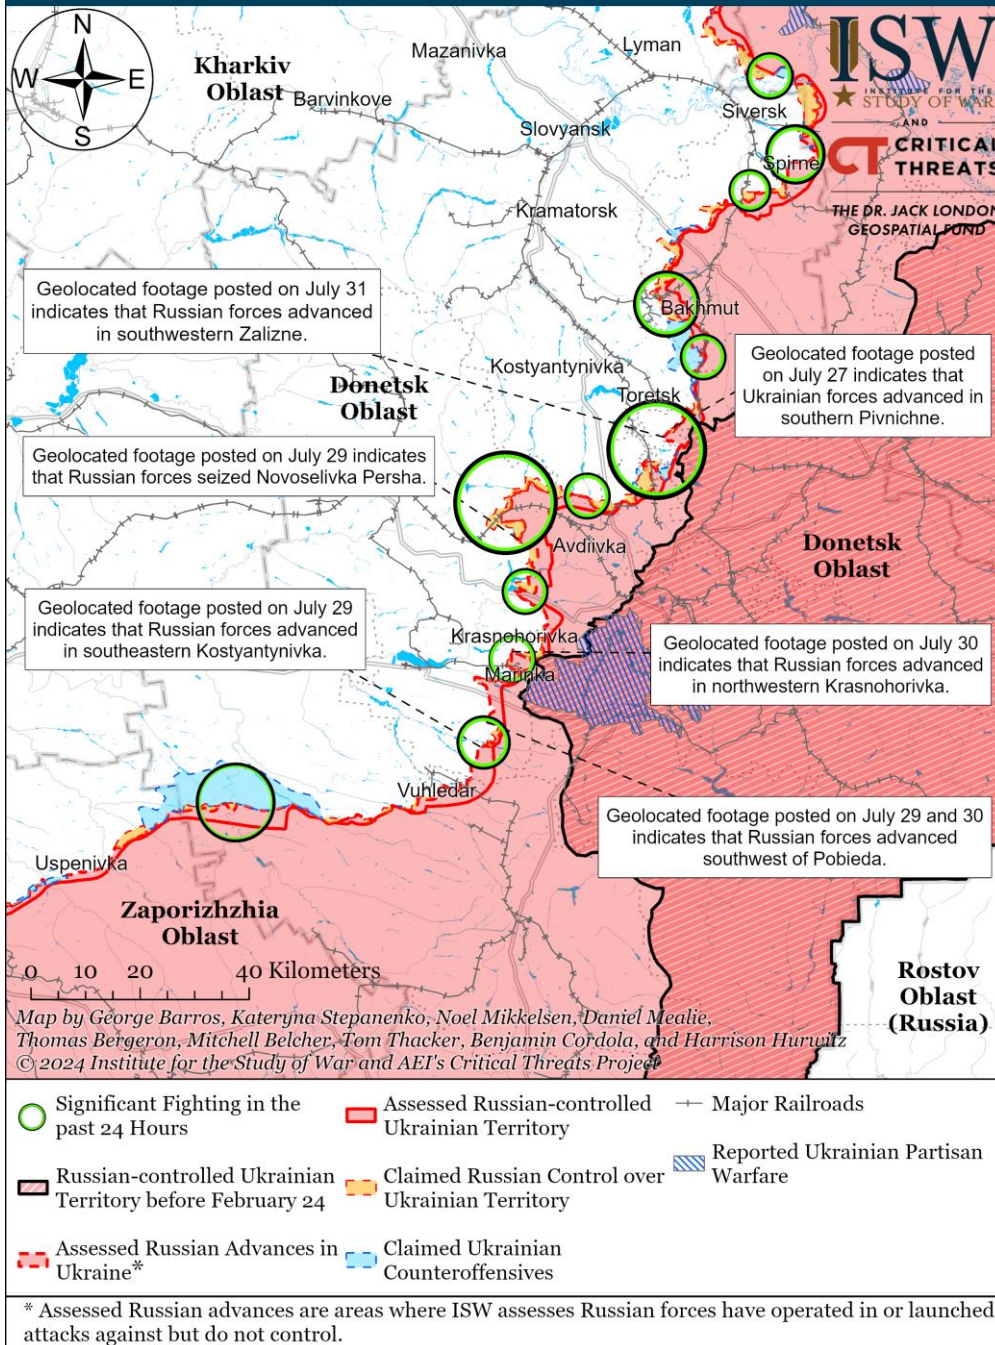 N
W
E
S
Mazanivka
Lyman
ISW
INSTITUTE FOR THE
STUDY OF WAR
AND
CT CRITICAL
THREATS
THE DR. JACK LONDON
GEOSPATIAL FUND
Kharkiv
Oblast
Barvinkove
Siversk
Slovyansk
Spirne
Kramatorsk
Geolocated footage posted on July 31
indicates that Russian forces advanced
in southwestern Zalizne.
Bakhmut
Kostyantynivka
Geolocated footage posted
on July 27 indicates that
Ukrainian forces advanced in
southern Pivnichne.
Donetsk
Oblast
Toretsk
Geolocated footage posted on July 29 indicates
that Russian forces seized Novoselivka Persha.
Avdiivka
Donetsk
Oblast
Geolocated footage posted on July 29
indicates that Russian forces advanced
in southeastern Kostyantynivka.
Krasnohorivka
Marinka
Geolocated footage posted on July 30
indicates that Russian forces advanced
in northwestern Krasnohorivka.
Vuhledar
Geolocated footage posted on July 29 and 30
indicates that Russian forces advanced
southwest of Pobieda.
Uspenivka
Zaporizhzhia
Oblast
Rostov
Oblast
(Russia)
0 10 20 40 Kilometers
Map by George Barros, Kateryna Stepanenko, Noel Mikkelsen, Daniel Mealie,
Thomas Bergeron, Mitchell Belcher, Tom Thacker, Benjamin Cordola, and Harrison Hurwitz
© 2024 Institute for the Study of War and AEI's Critical Threats Project
Significant Fighting in the
past 24 Hours
Russian-controlled Ukrainian
Territory before February 24
Assessed Russian Advances in
Ukraine*
Assessed Russian-controlled
Ukrainian Territory
Claimed Russian Control over
Ukrainian Territory
Claimed Ukrainian
Counteroffensives
Major Railroads
Reported Ukrainian Partisan
Warfare
* Assessed Russian advances are areas where ISW assesses Russian forces have operated in or launched
attacks against but do not control.